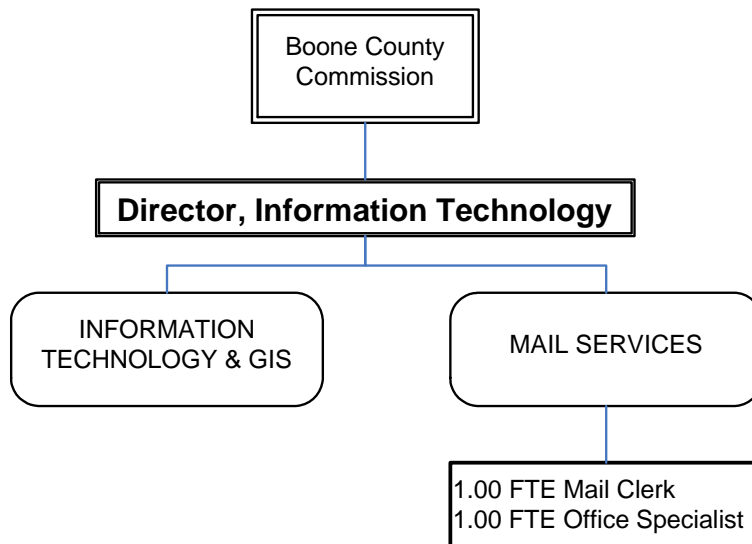 Boone County
Commission
Director, Information Technology
INFORMATION
TECHNOLOGY & GIS
MAIL SERVICES
1.00 FTE Mail Clerk
1.00 FTE Office Specialist